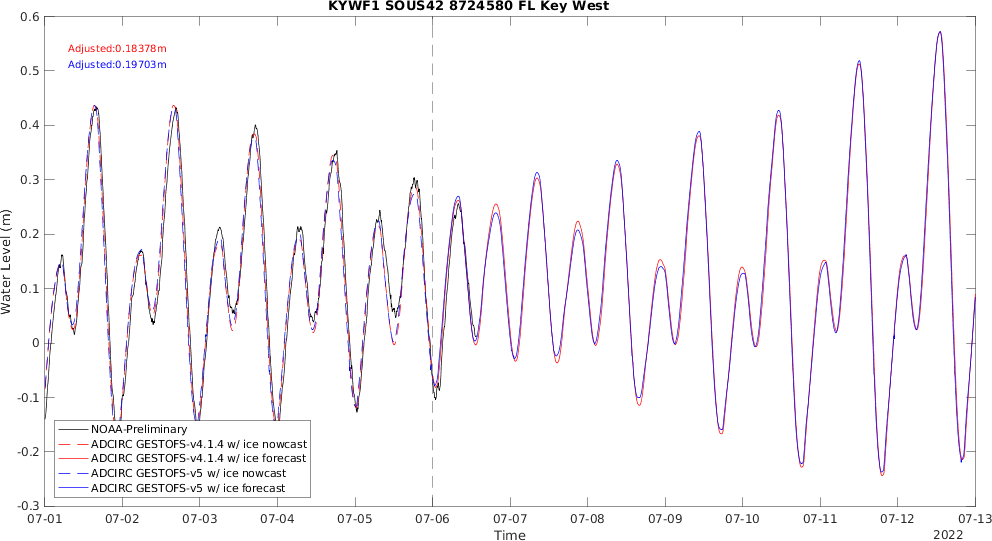 KYWF1 SOUS42 8724580 FL Key West
0.6
0.5
0.4
0.3
0.2
0.1
0
-0.1
-0.2
-0.3
Water Level (m)
Adjusted:0.18378m
Adjusted:0.19703m
NOAA-Preliminary
ADCIRC GESTOFS-v4.1.4 w/ ice nowcast
ADCIRC GESTOFS-v4.1.4 w/ ice forecast
ADCIRC GESTOFS-v5 w/ ice nowcast
ADCIRC GESTOFS-v5 w/ ice forecast
07-01 07-02 07-03 07-04 07-05 07-06 07-07 07-08 07-09 07-10 07-11 07-12 07-13
Time
2022